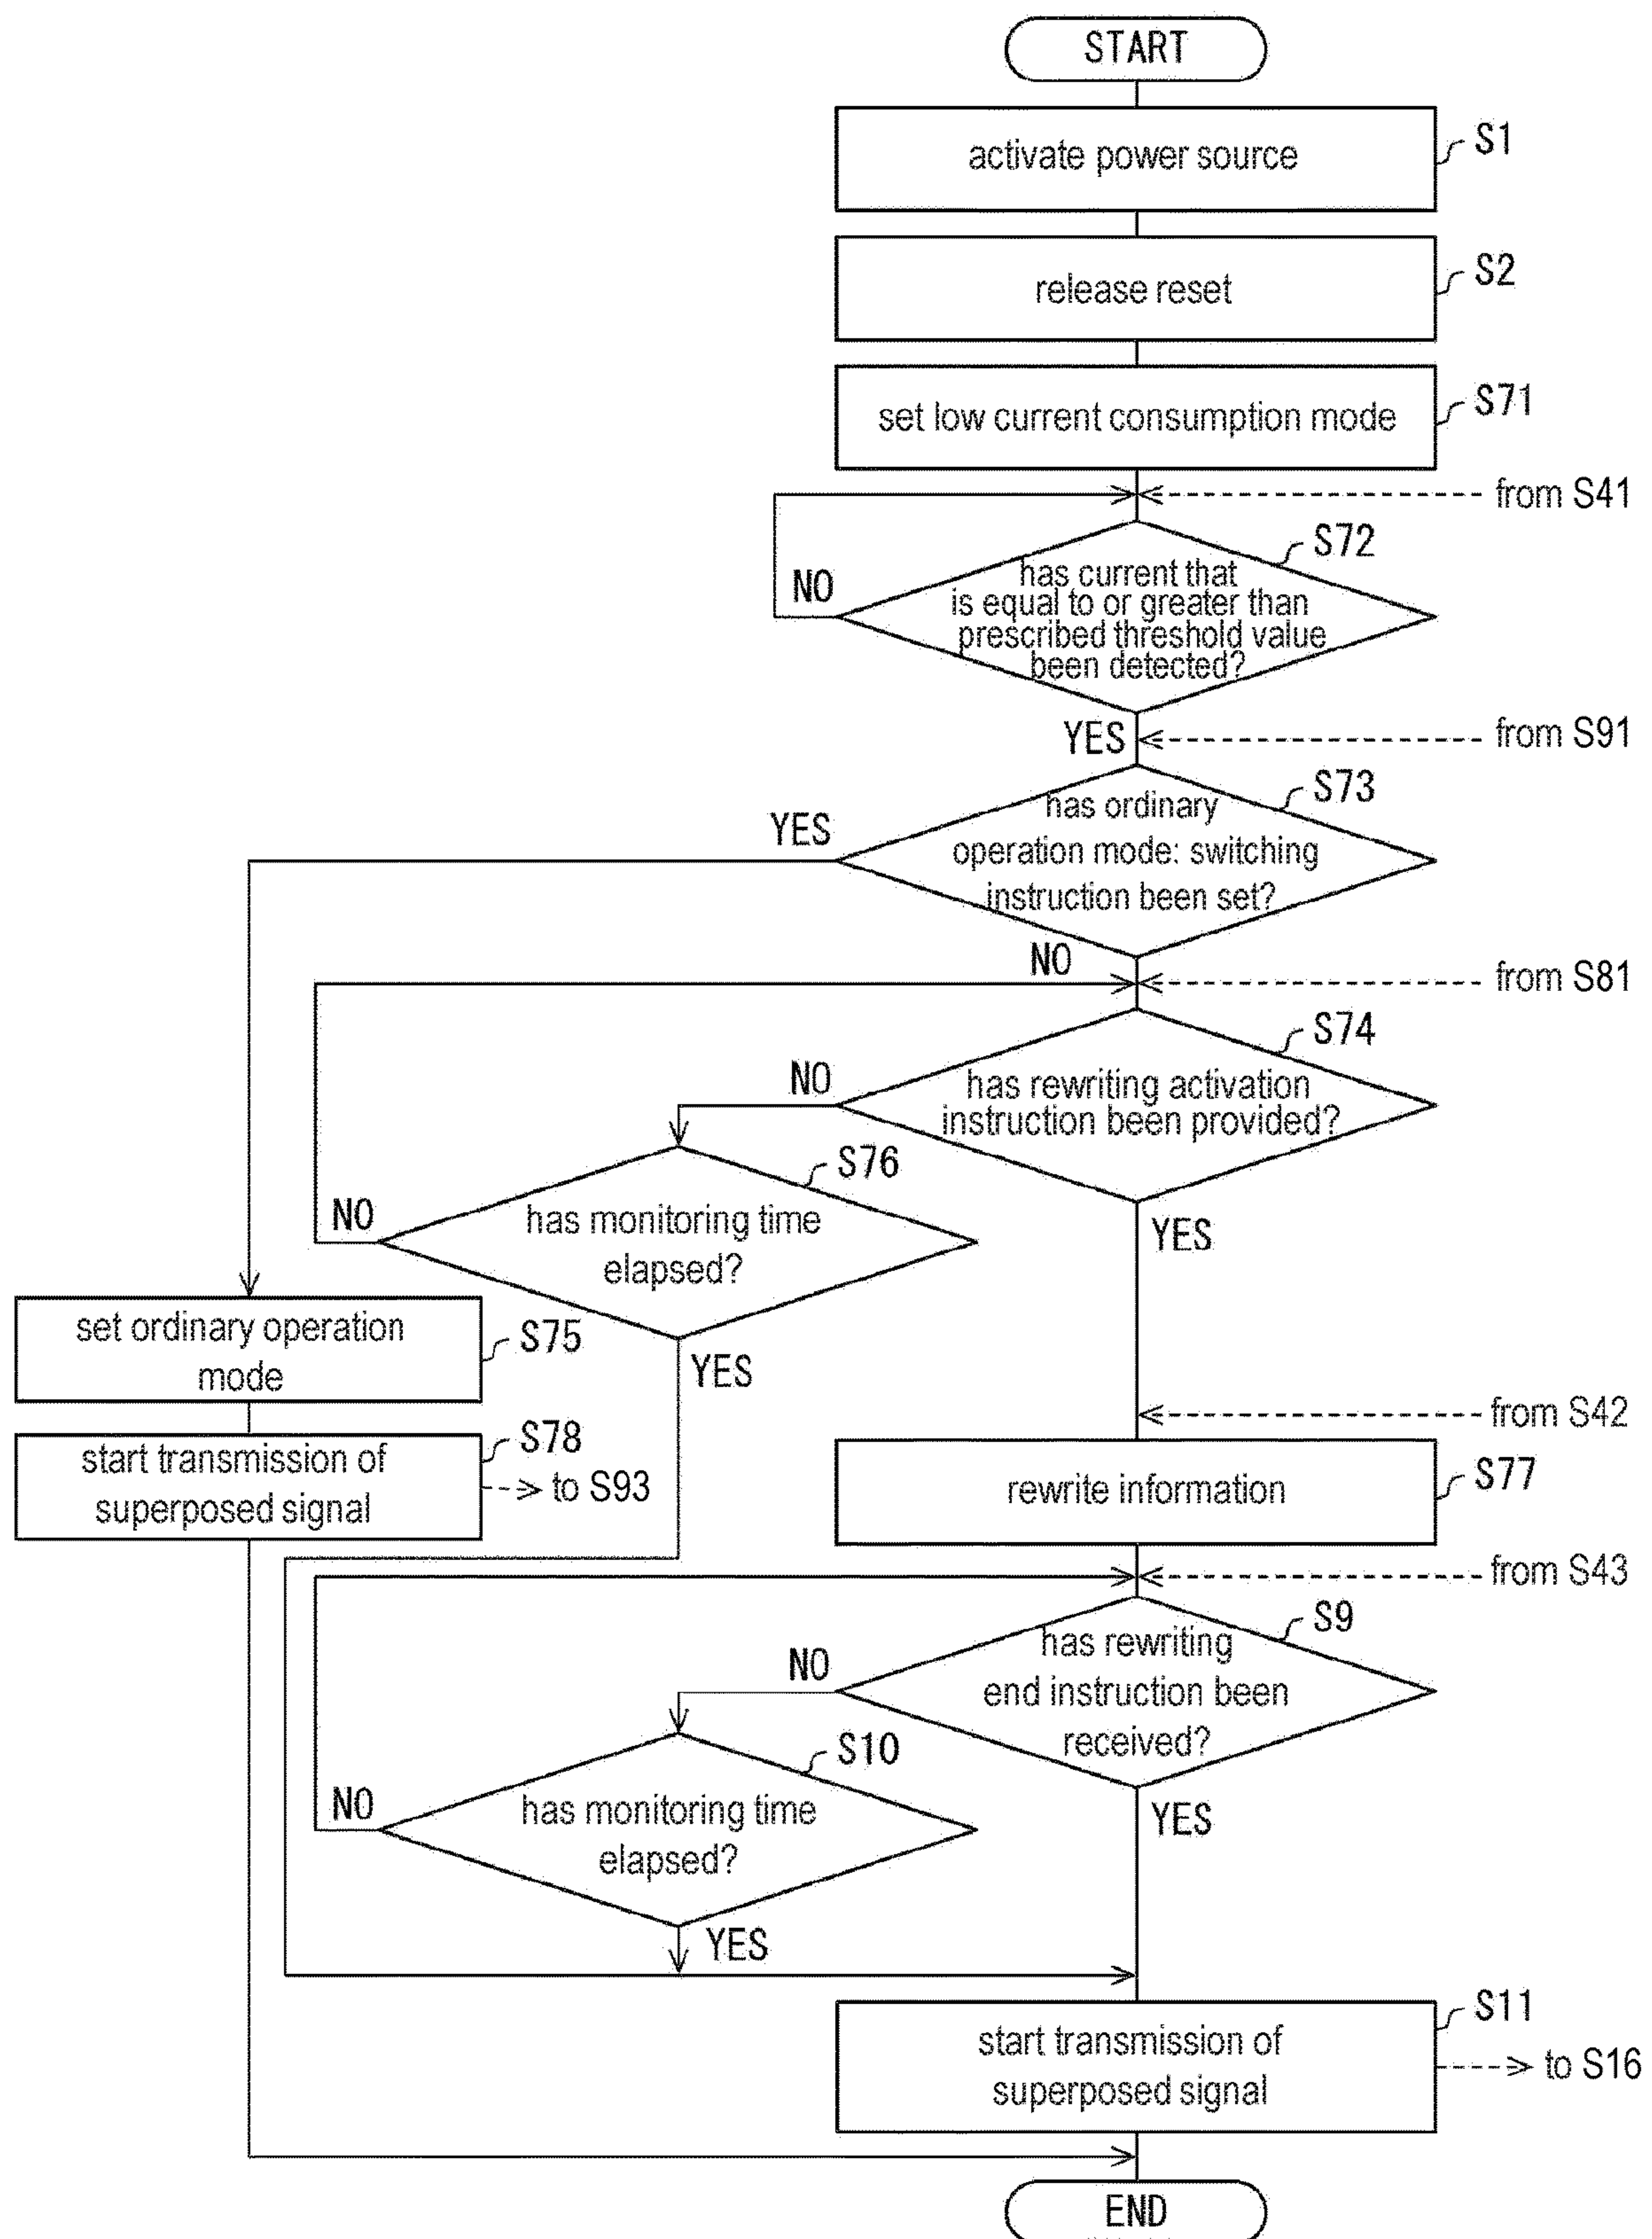 START
activate power source
S1
release reset
S2
set low current consumption mode
S71
from S41
S72
has current that
is equal to or greater than
prescribed threshold value
been detected?
NO
YES
from S91
S73
has ordinary
operation mode: switching
instruction been set?
YES
NO
from S81
S74
has rewriting activation
instruction been provided?
NO
YES
S76
has monitoring time
elapsed?
NO
YES
set ordinary operation
mode
S75
start transmission of
superposed signal
S78
to S93
from S42
rewrite information
S77
from S43
S9
has rewriting
end instruction been
received?
NO
YES
S10
has monitoring time
elapsed?
NO
YES
S11
start transmission of
superposed signal
to S16
END